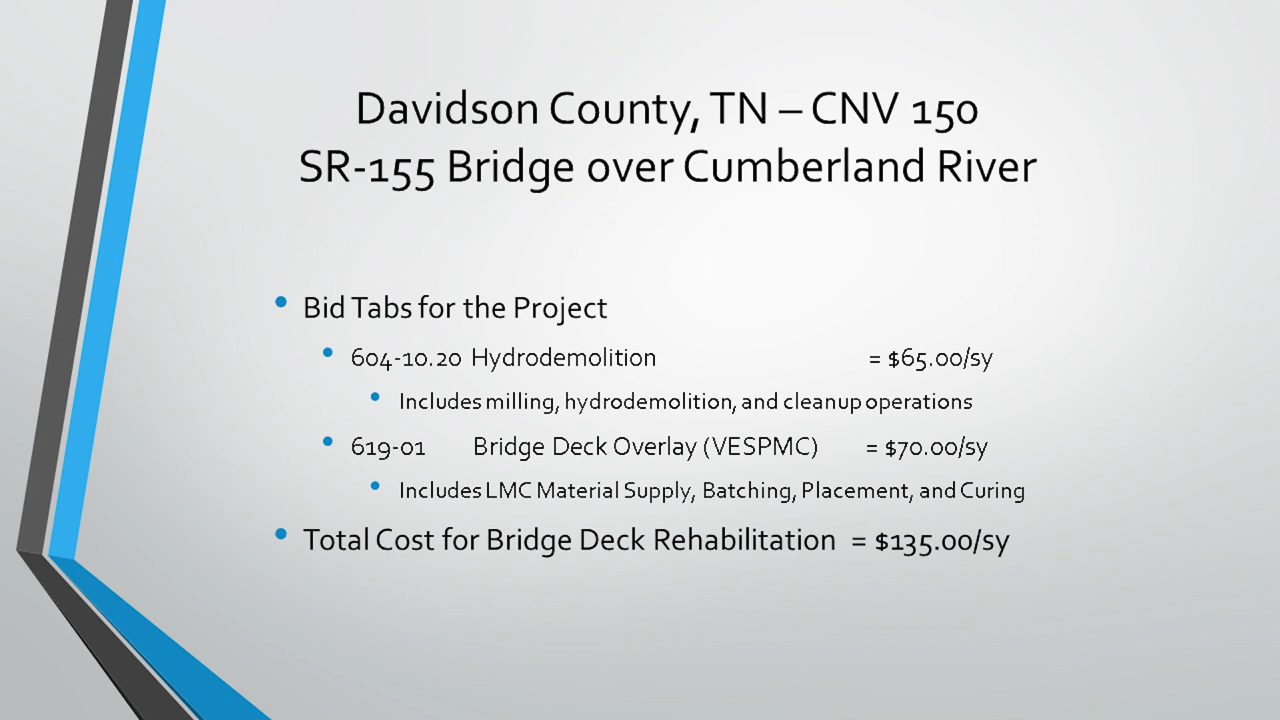 Davidson County, TN – CNV 150
SR-155 Bridge over Cumberland River
• Bid Tabs for the Project
• 604-10.20 Hydrodemolition = $65.00/sy
• Includes milling, hydrodemolition, and cleanup operations
• 619-01 Bridge Deck Overlay (VESPMC) = $70.00/sy
• Includes LMC Material Supply, Batching, Placement, and Curing
• Total Cost for Bridge Deck Rehabilitation = $135.00/sy